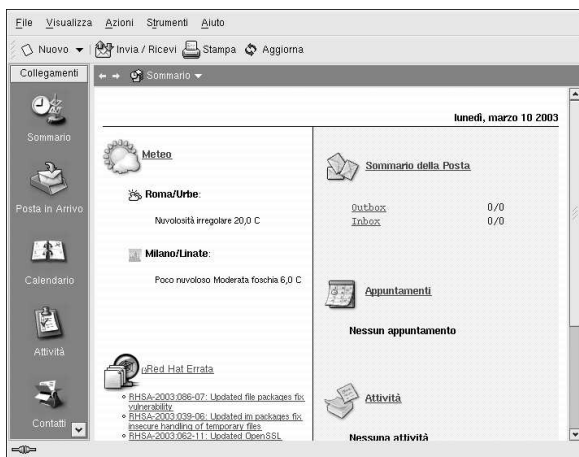 File Visualizza Azioni Strumenti Aiuto
Nuovo Invia / Ricevi Stampa Aggiorna
Collegamenti
Sommario
Sommario
Posta in Arrivo
Calendario
Attività
Contatti
lunedì, marzo 10 2003
Meteo
Roma/Urbe:
Nuvolosità irregolare 20,0 C
Milano/Linate:
Poco nuvoloso Moderata foschia 6,0 C
Red Hat Errata
RHSA-2003:086-07: Updated file packages fix
vulnerability
RHSA-2003:039-06: Updated im packages fix
insecure handling of temporary files
RHSA-2003:062-11: Updated OpenSSL
Sommario della Posta
Outbox 0/0
Inbox 0/0
Appuntamenti
Nessun appuntamento
Attività
Nessuna attività